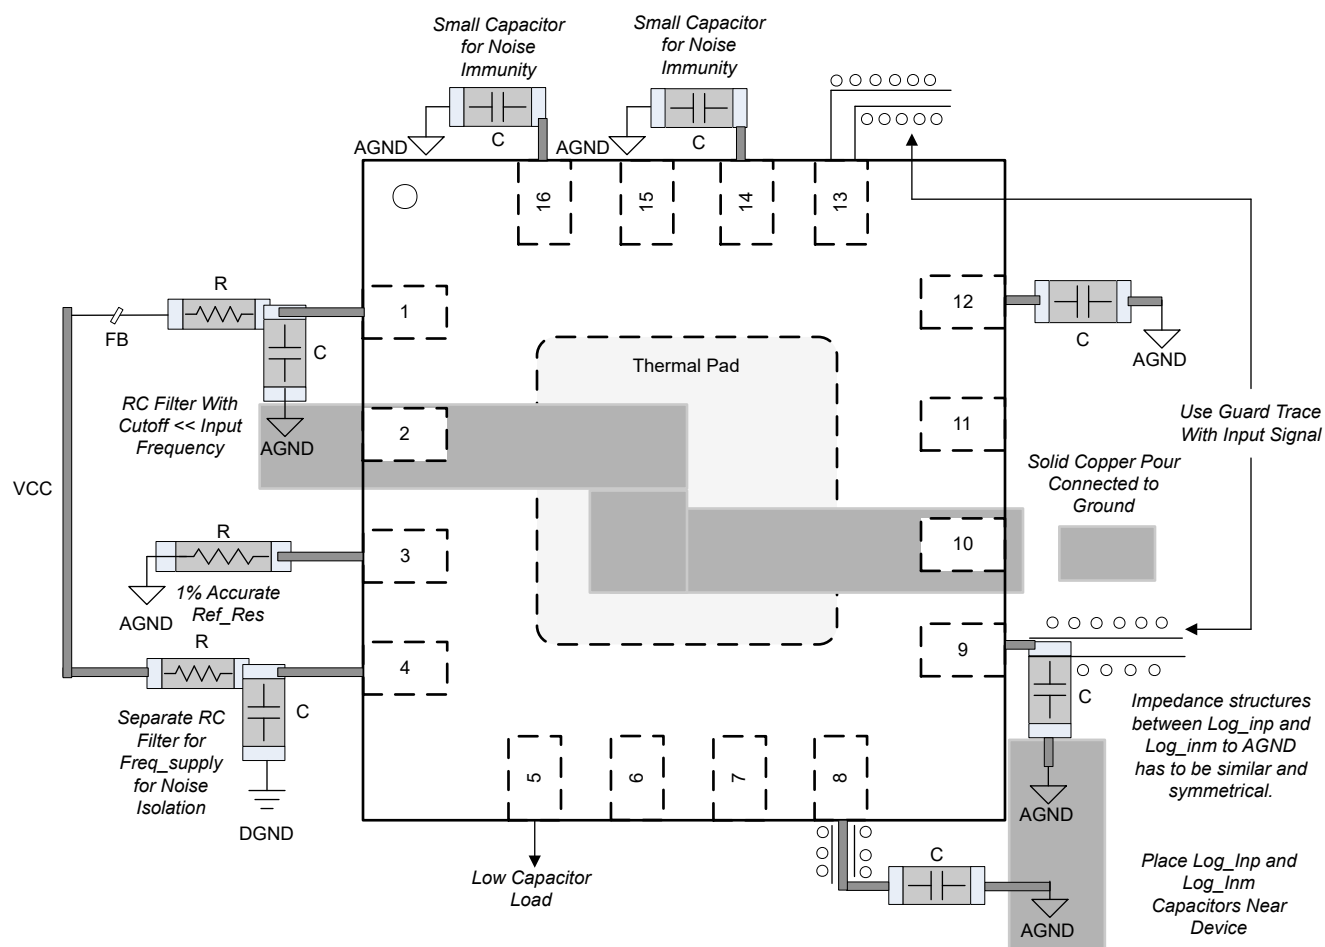 Small Capacitor
for Noise
Immunity
Small Capacitor
for Noise
Immunity
C
C
AGND
AGND
16
15
14
13
R
1
12
FB
C
C
AGND
Thermal Pad
RC Filter With
Cutoff << Input
Frequency
AGND
2
11
Use Guard Trace
With Input Signal
Solid Copper Pour
Connected to
Ground
VCC
R
3
10
1% Accurate
Ref_Res
AGND
R
4
9
C
C
Separate RC
Filter for
Freq_supply
for Noise
Isolation
DGND
Impedance structures
between Log_inp and
Log_inm to AGND
has to be similar and
symmetrical.
AGND
5
6
7
8
Low Capacitor
Load
C
AGND
Place Log_Inp and
Log_Inm
Capacitors Near
Device